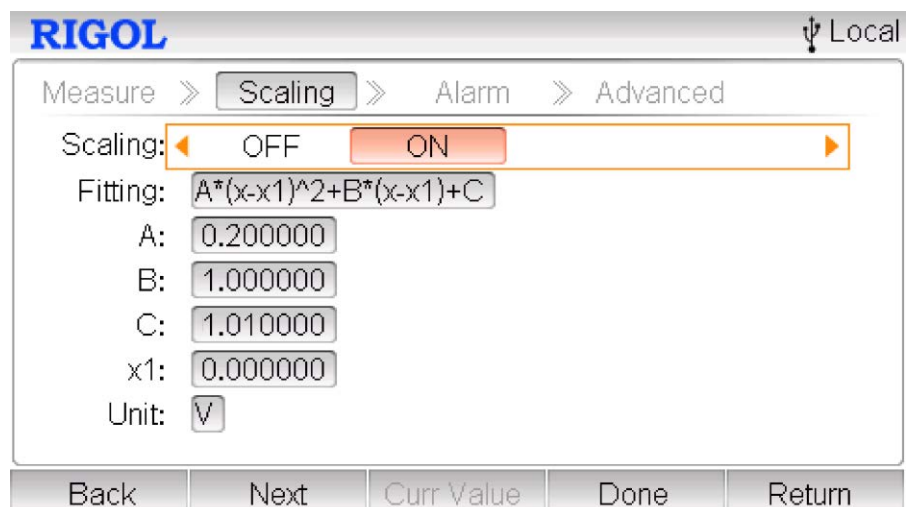 RIGOL Local
Measure Scaling Alarm Advanced
Scaling: OFF ON
Fitting: A*(x-x1)^2+B*(x-x1)+C
A: 0.200000
B: 1.000000
C: 1.010000
x1: 0.000000
Unit: V
Back Next Curr Value Done Return